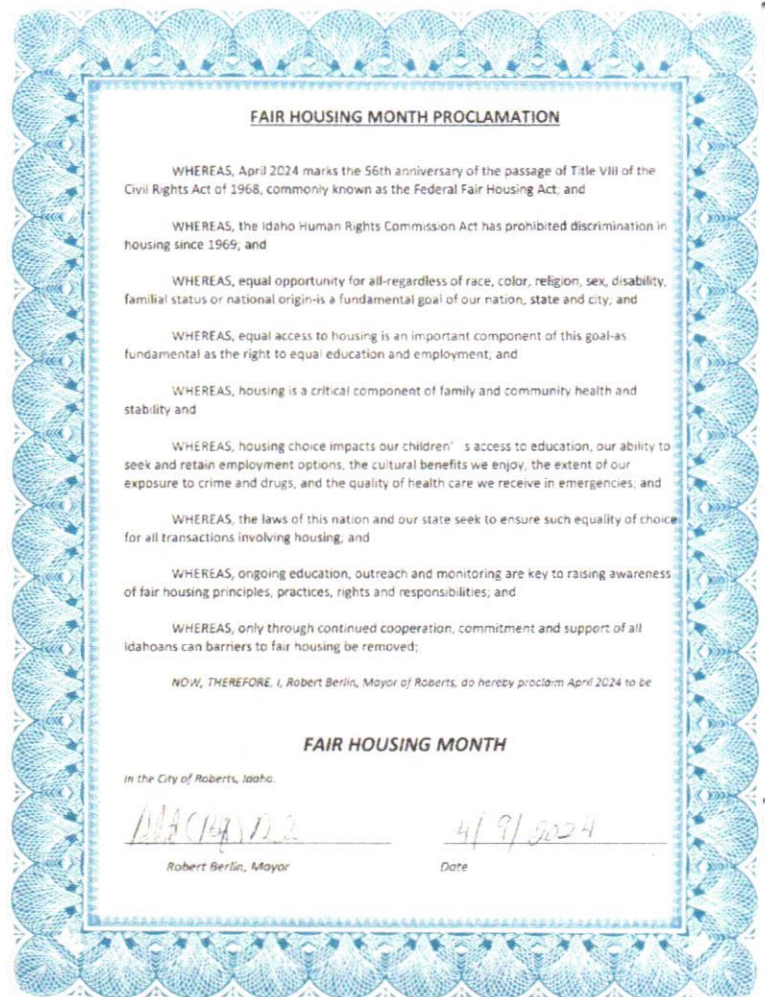 FAIR HOUSING MONTH PROCLAMATION
WHEREAS, April 2024 marks the 56th anniversary of the passage of Title VIII of the
Civil Rights Act of 1968, commonly known as the Federal Fair Housing Act; and
WHEREAS, the Idaho Human Rights Commission Act has prohibited discrimination in
housing since 1969; and
WHEREAS, equal opportunity for all-regardless of race, color, religion, sex, disability,
familial status or national origin-is a fundamental goal of our nation, state and city; and
WHEREAS, equal access to housing is an important component of this goal-as
fundamental as the right to equal education and employment; and
WHEREAS, housing is a critical component of family and community health and
stability and
WHEREAS, housing choice impacts our children' s access to education, our ability to
seek and retain employment options, the cultural benefits we enjoy, the extent of our
exposure to crime and drugs, and the quality of health care we receive in emergencies; and
WHEREAS, the laws of this nation and our state seek to ensure such equality of choice
for all transactions involving housing; and
WHEREAS, ongoing education, outreach and monitoring are key to raising awareness
of fair housing principles, practices, rights and responsibilities; and
WHEREAS, only through continued cooperation, commitment and support of all
Idahoans can barriers to fair housing be removed;
NOW, THEREFORE, I, Robert Berlin, Mayor of Roberts, do hereby proclaim April 2024 to be
FAIR HOUSING MONTH
in the City of Roberts, Idaho.
4/9/2024
Robert Berlin, Mayor Date